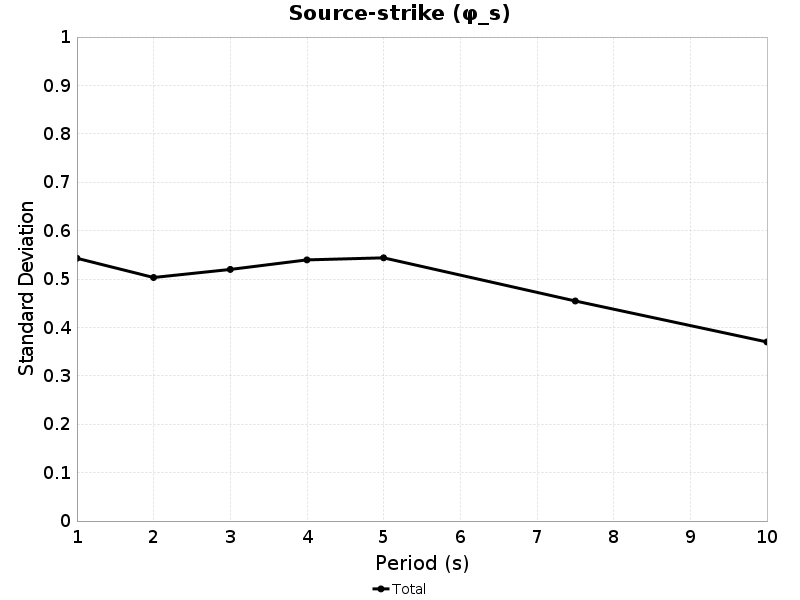 Source-strike (φ_s)
1
0.9
0.8
0.7
0.6
0.5
0.4
0.3
0.2
0.1
0
Standard Deviation
1 2 3 4 5 6 7 8 9 10
Period (s)
Total